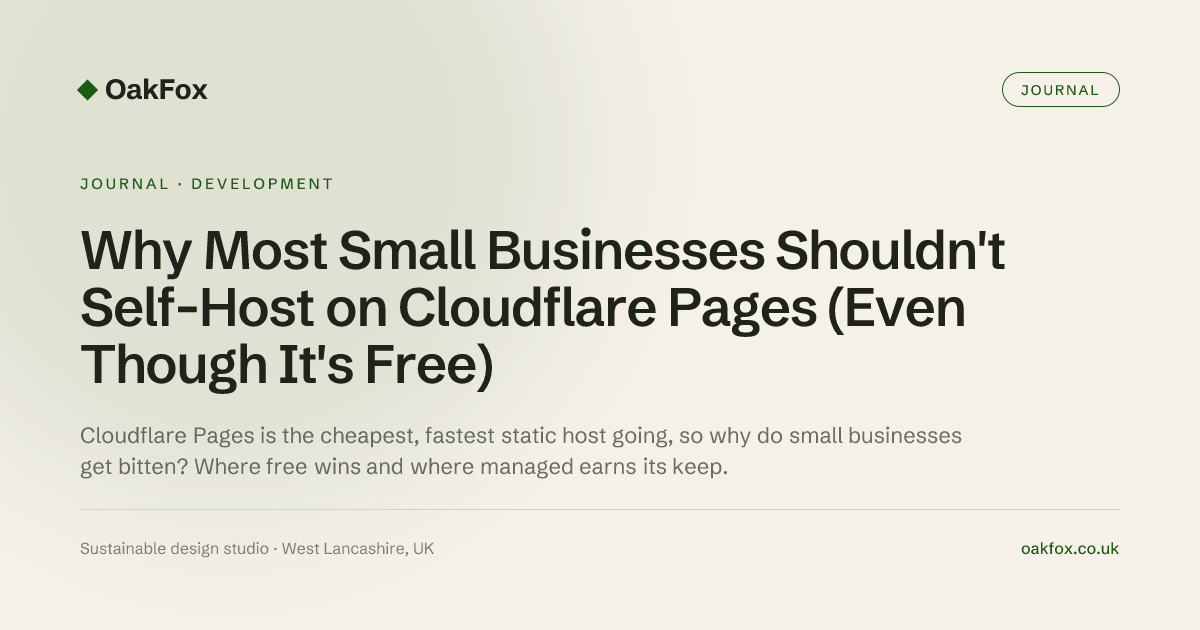 OakFox
JOURNAL
JOURNAL · DEVELOPMENT
Why Most Small Businesses Shouldn't
Self-Host on Cloudflare Pages (Even
Though It's Free)
Cloudflare Pages is the cheapest, fastest static host going, so why do small businesses
get bitten? Where free wins and where managed earns its keep.
Sustainable design studio · West Lancashire, UK
oakfox.co.uk